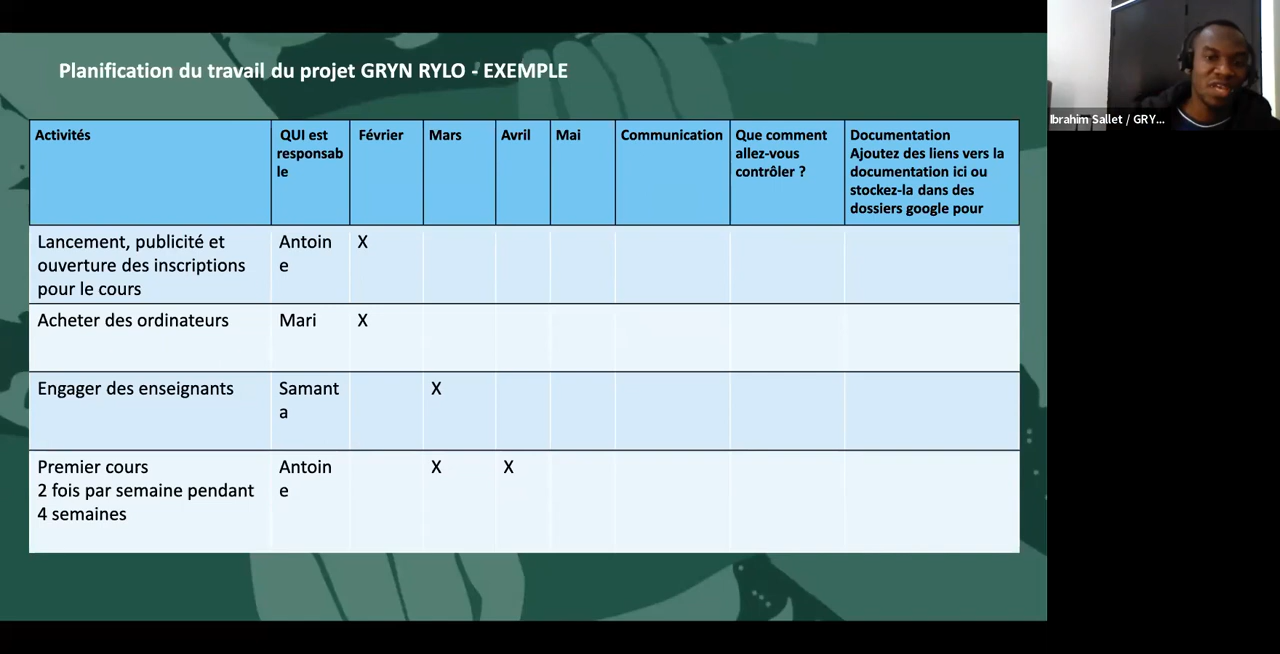 Planification du travail du projet GRYN RYLO - EXEMPLE
Ibrahim Sallet / GRY...
Activités
QUI est
responsab
le
Février
Mars
Avril
Mai
Communication
Que comment
allez-vous
contrôler ?
Documentation
Ajoutez des liens vers la
documentation ici ou
stockez-la dans des
dossiers google pour
Lancement, publicité et
ouverture des inscriptions
pour le cours
Antoin
e
X
Acheter des ordinateurs
Mari
X
Engager des enseignants
Samant
a
X
Premier cours
2 fois par semaine pendant
4 semaines
Antoin
e
X
X